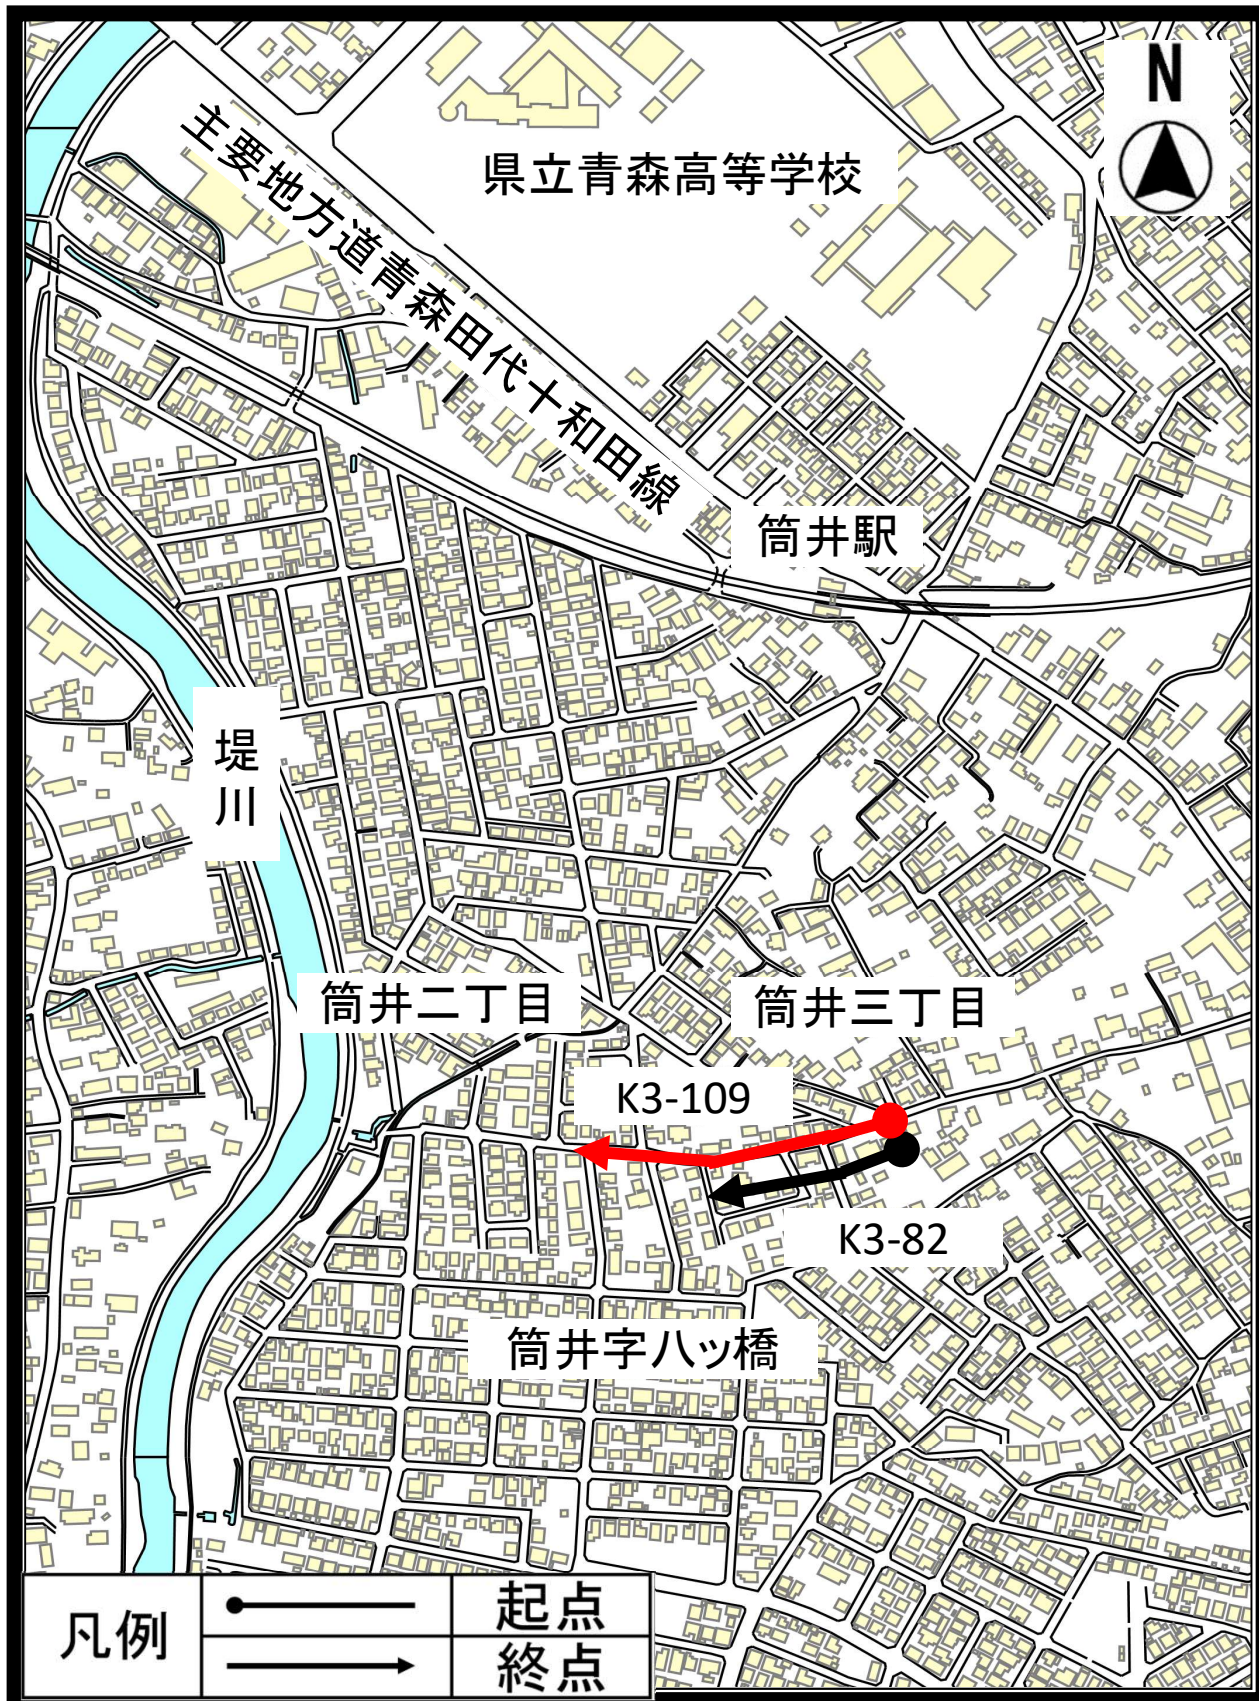 N
県立青森高等学校
主要地方道青森田代十和田線
筒井駅
堤川
筒井二丁目
筒井三丁目
K3-109
K3-82
筒井字八ッ橋
凡例
起点
終点